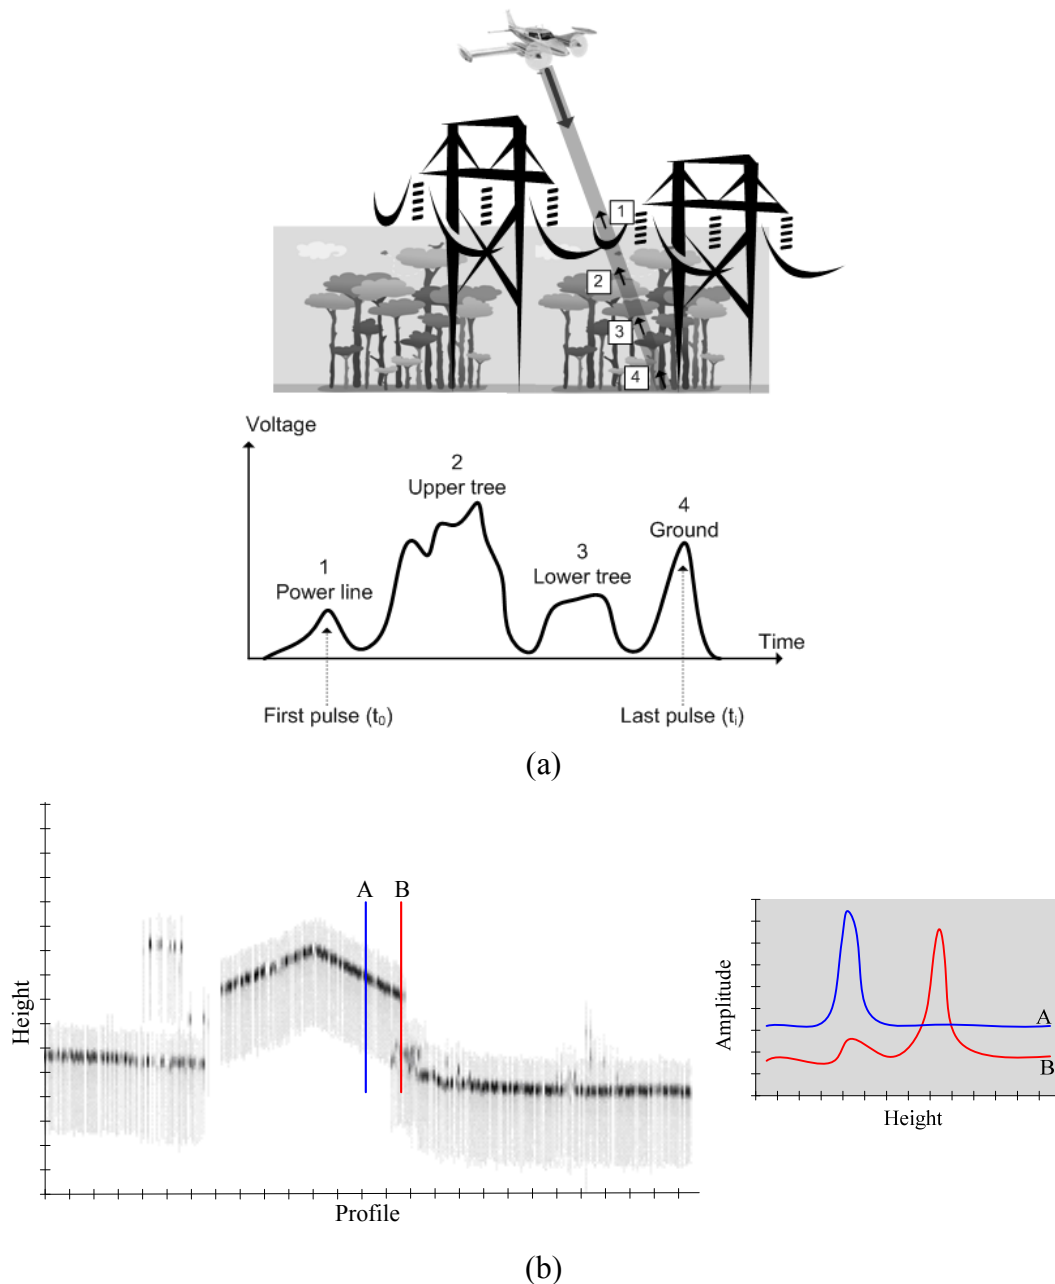 1
2
3
4
Voltage
2
Upper tree
4
Ground
3
Lower tree
1
Power line
Time
First pulse (t₀)
Last pulse (tᵢ)
(a)
A B
Height
Profile
Amplitude
A
B
Height
(b)